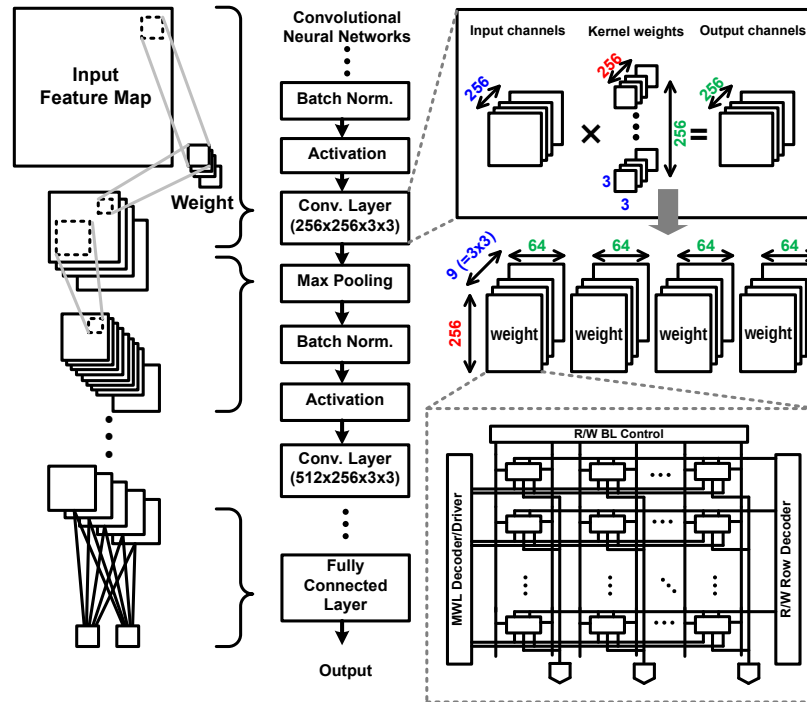 Input
Feature Map
Weight
Convolutional
Neural Networks
Batch Norm.
Activation
Conv. Layer
(256x256x3x3)
Max Pooling
Batch Norm.
Activation
Conv. Layer
(512x256x3x3)
Fully
Connected
Layer
Output
Input channels
Kernel weights
Output channels
256
×
256
256
3
3
=
256
9 (=3x3)
64
64
64
64
256
weight
weight
weight
weight
R/W BL Control
MWL Decoder/Driver
R/W Row Decoder